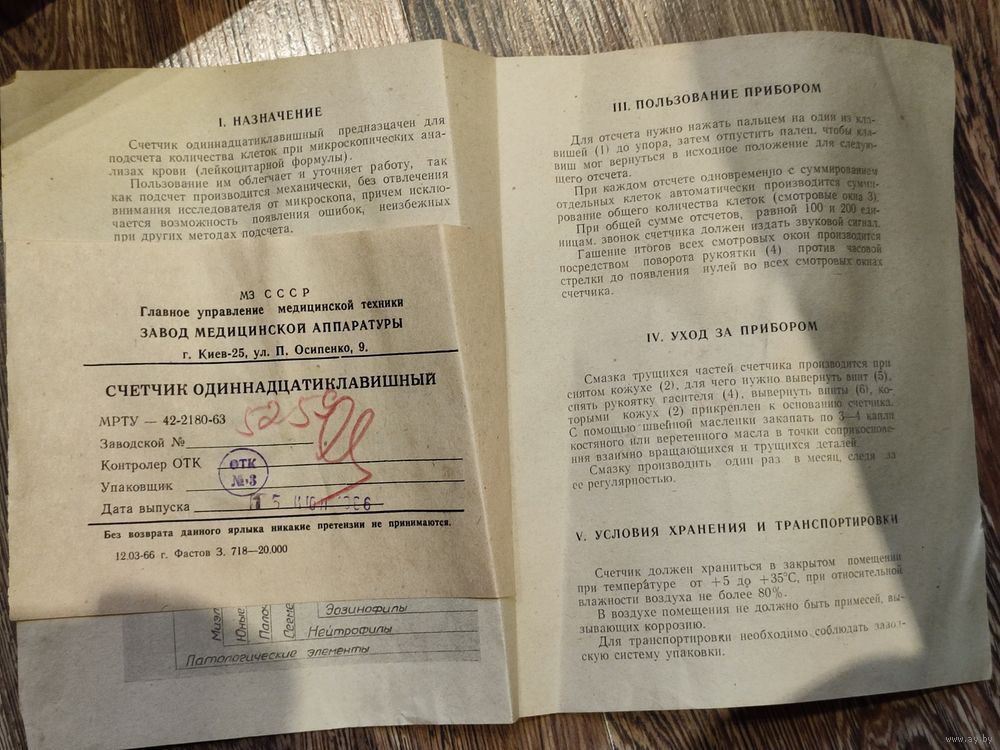 I. НАЗНАЧЕНИЕ
Счетчик одиннадцатиклавишный предназначен для
подсчета количества клеток при микроскопических ана-
лизах крови (лейкоцитарной формулы).
Пользование им облегчает и уточняет работу, так
как подсчет производится механически, без отвлечения
внимания исследователя от микроскопа, причем исклю-
чается возможность появления ошибок, неизбежных
при других методах подсчета.
МЗ СССР
Главное управление медицинской техники
ЗАВОД МЕДИЦИНСКОЙ АППАРАТУРЫ
г. Киев-25, ул. П. Осипенко, 9.
СЧЕТЧИК ОДИННАДЦАТИКЛАВИШНЫЙ
МРТУ — 42-2180-63
Заводской № 5259
Контролер ОТК
ОТК
№3
Упаковщик
Дата выпуска 15
Без возврата данного ярлыка никакие претензии не принимаются.
12.03-66 г. Фастов З. 718—20.000
Эозинофилы
Нейтрофилы
Патологические элементы
III. ПОЛЬЗОВАНИЕ ПРИБОРОМ
Для отсчета нужно нажать пальцем на один из кла-
вишей (1) до упора, затем отпустить палец, чтобы кла-
виш мог вернуться в исходное положение для следую-
щего отсчета.
При каждом отсчете одновременно с суммированием
отдельных клеток автоматически производится сумми-
рование общего количества клеток (смотровые окна 3).
При общей сумме отсчетов, равной 100 и 200 еди-
ницам, звонок счетчика должен издать звуковой сигнал.
Гашение итогов всех смотровых окон производится
посредством поворота рукоятки (4) против часовой
стрелки до появления нулей во всех смотровых окнах
счетчика.
IV. УХОД ЗА ПРИБОРОМ
Смазка трущихся частей счетчика производится при
снятом кожухе (2), для чего нужно вывернуть винт (5),
снять рукоятку гасителя (4), вывернуть винты (6), ко-
торыми кожух (2) прикреплен к основанию счетчика.
С помощью швейной масленки закапать по 3—4 капли
костяного или веретенного масла в точки соприкоснове-
ния взаимно вращающихся и трущихся деталей.
Смазку производить один раз в месяц, следя за
ее регулярностью.
V. УСЛОВИЯ ХРАНЕНИЯ И ТРАНСПОРТИРОВКИ
Счетчик должен храниться в закрытом помещении
при температуре от +5 до +35°С, при относительной
влажности воздуха не более 80%.
В воздухе помещения не должно быть примесей, вы-
зывающих коррозию.
Для транспортировки необходимо соблюдать завод-
скую систему упаковки.
www.ay.by